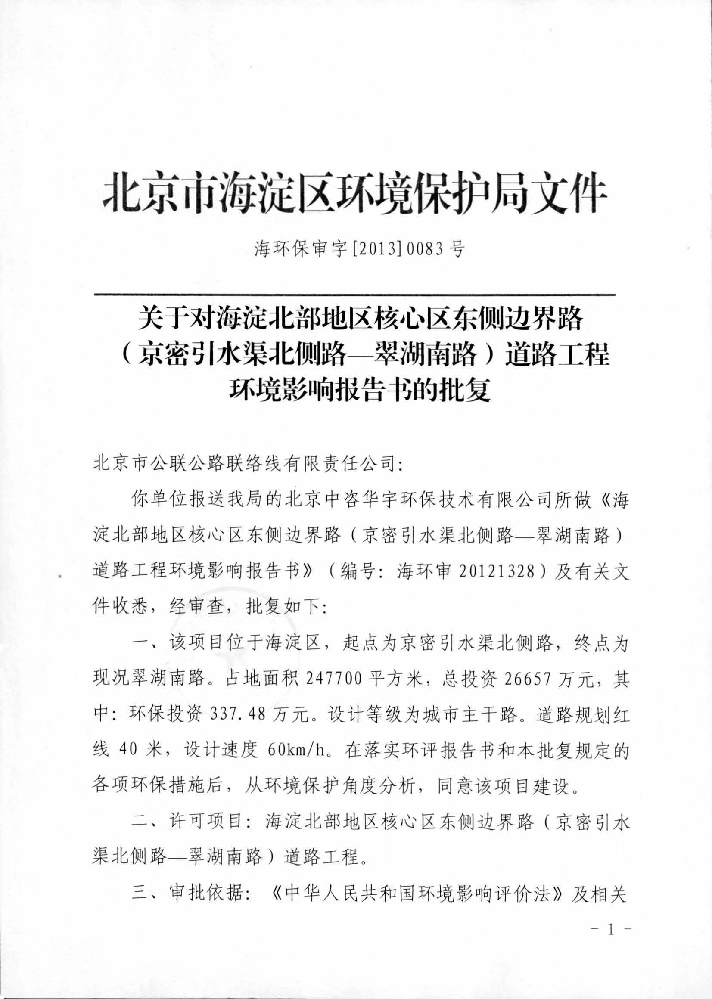 北京市海淀区环境保护局文件
海环保审字[2013]0083号
关于对海淀北部地区核心区东侧边界路
（京密引水渠北侧路—翠湖南路）道路工程
环境影响报告书的批复
北京市公联公路联络线有限责任公司：
你单位报送我局的北京中咨华宇环保技术有限公司所做《海
淀北部地区核心区东侧边界路（京密引水渠北侧路—翠湖南路）
道路工程环境影响报告书》（编号：海环审20121328）及有关文
件收悉，经审查，批复如下：
一、该项目位于海淀区，起点为京密引水渠北侧路，终点为
现况翠湖南路。占地面积247700平方米，总投资26657万元，其
中：环保投资337.48万元。设计等级为城市主干路。道路规划红
线40米，设计速度60km/h。在落实环评报告书和本批复规定的
各项环保措施后，从环境保护角度分析，同意该项目建设。
二、许可项目：海淀北部地区核心区东侧边界路（京密引水
渠北侧路—翠湖南路）道路工程。
三、审批依据：《中华人民共和国环境影响评价法》及相关
- 1 -